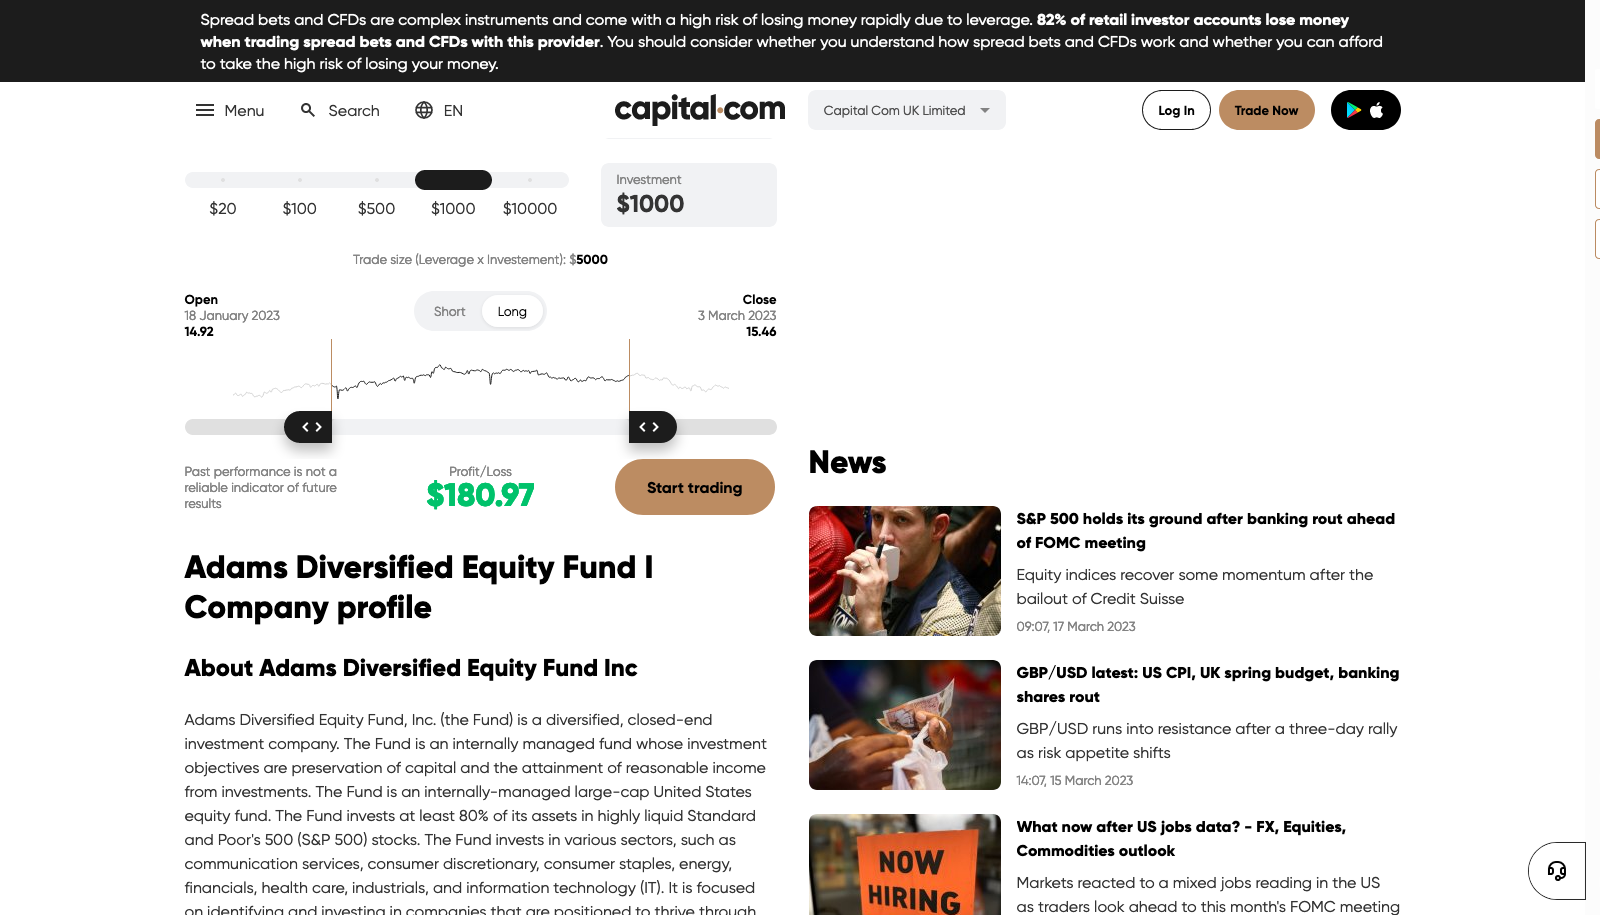 Spread bets and CFDs are complex instruments and come with a high risk of losing money rapidly due to leverage. 82% of retail investor accounts lose money
when trading spread bets and CFDs with this provider. You should consider whether you understand how spread bets and CFDs work and whether you can afford
to take the high risk of losing your money.
Menu
Search
EN
capital.com
Capital Com UK Limited
Log In
Trade Now
$20
$100
$500
$1000
$10000
Investment
$1000
Trade size (Leverage x Investement): $5000
Open
18 January 2023
14.92
Short
Long
Close
3 March 2023
15.46
Past performance is not a
reliable indicator of future
results
Profit/Loss
$180.97
Start trading
Adams Diversified Equity Fund I
Company profile
About Adams Diversified Equity Fund Inc
Adams Diversified Equity Fund, Inc. (the Fund) is a diversified, closed-end
investment company. The Fund is an internally managed fund whose investment
objectives are preservation of capital and the attainment of reasonable income
from investments. The Fund is an internally-managed large-cap United States
equity fund. The Fund invests at least 80% of its assets in highly liquid Standard
and Poor's 500 (S&P 500) stocks. The Fund invests in various sectors, such as
communication services, consumer discretionary, consumer staples, energy,
financials, health care, industrials, and information technology (IT). It is focused
on identifying and investing in companies that are positioned to thrive through
News
S&P 500 holds its ground after banking rout ahead
of FOMC meeting
Equity indices recover some momentum after the
bailout of Credit Suisse
09:07, 17 March 2023
GBP/USD latest: US CPI, UK spring budget, banking
shares rout
GBP/USD runs into resistance after a three-day rally
as risk appetite shifts
14:07, 15 March 2023
NOW
HIRING
What now after US jobs data? - FX, Equities,
Commodities outlook
Markets reacted to a mixed jobs reading in the US
as traders look ahead to this month's FOMC meeting